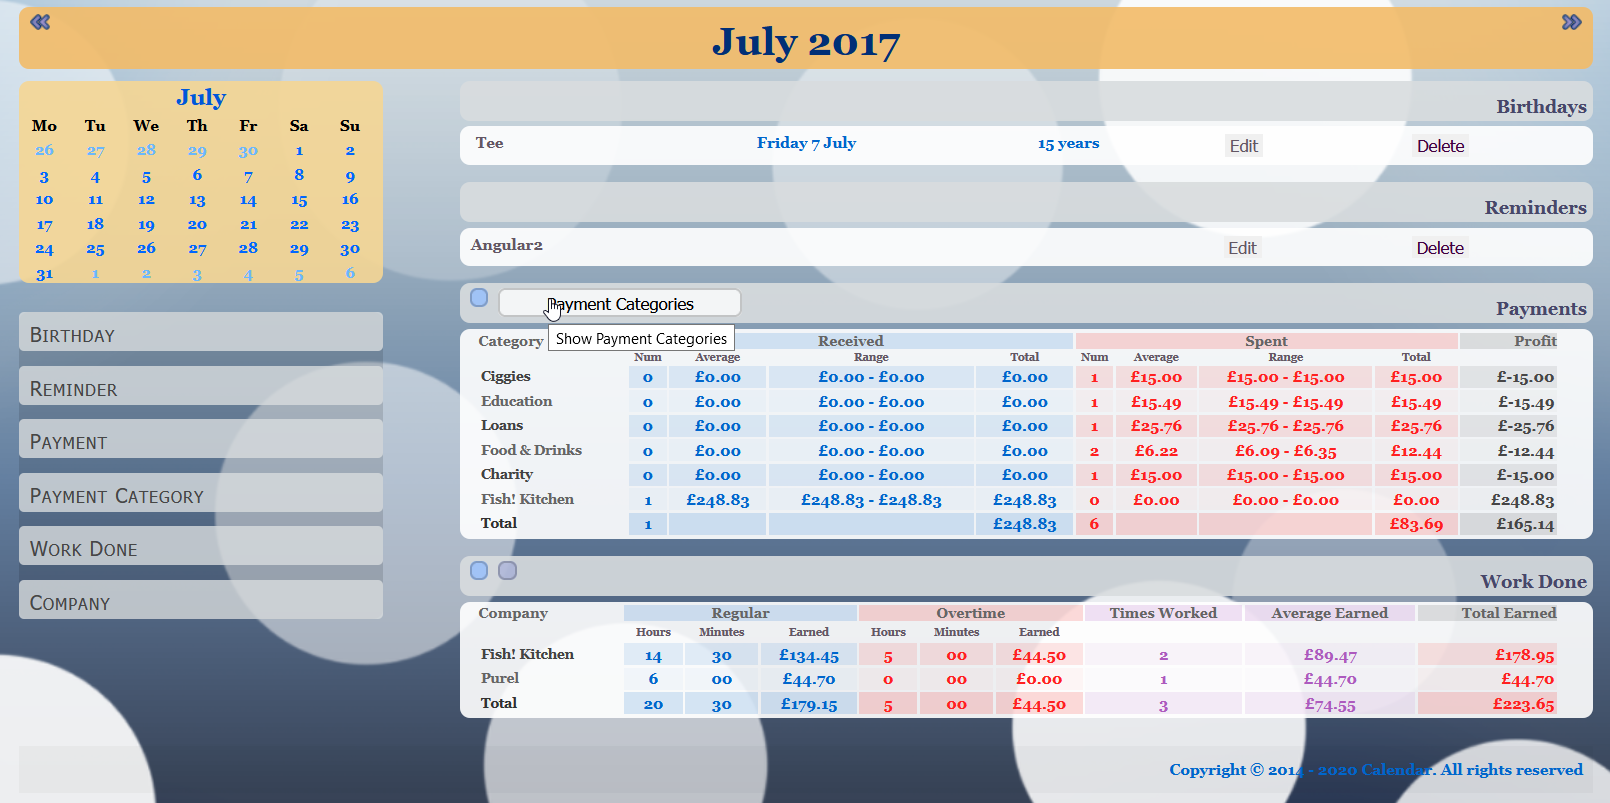 July 2017
July
Mo Tu We Th Fr Sa Su
26 27 28 29 30 1 2
3 4 5 6 7 8 9
10 11 12 13 14 15 16
17 18 19 20 21 22 23
24 25 26 27 28 29 30
31 1 2 3 4 5 6
Birthday
Reminder
Payment
Payment Category
Work Done
Company
Birthdays
Tee Friday 7 July 15 years Edit Delete
Reminders
Angular2 Edit Delete
Payment Categories
Payments
Show Payment Categories
Category Received Spent Profit
Num Average Range Total Num Average Range Total
Ciggies 0 £0.00 £0.00 - £0.00 £0.00 1 £15.00 £15.00 - £15.00 £15.00 £-15.00
Education 0 £0.00 £0.00 - £0.00 £0.00 1 £15.49 £15.49 - £15.49 £15.49 £-15.49
Loans 0 £0.00 £0.00 - £0.00 £0.00 1 £25.76 £25.76 - £25.76 £25.76 £-25.76
Food & Drinks 0 £0.00 £0.00 - £0.00 £0.00 2 £6.22 £6.09 - £6.35 £12.44 £-12.44
Charity 0 £0.00 £0.00 - £0.00 £0.00 1 £15.00 £15.00 - £15.00 £15.00 £-15.00
Fish! Kitchen 1 £248.83 £248.83 - £248.83 £248.83 0 £0.00 £0.00 - £0.00 £0.00 £248.83
Total 1 £248.83 6 £83.69 £165.14
Work Done
Company Regular Overtime Times Worked Average Earned Total Earned
Hours Minutes Earned Hours Minutes Earned
Fish! Kitchen 14 30 £134.45 5 00 £44.50 2 £89.47 £178.95
Purel 6 00 £44.70 0 00 £0.00 1 £44.70 £44.70
Total 20 30 £179.15 5 00 £44.50 3 £74.55 £223.65
Copyright © 2014 - 2020 Calendar. All rights reserved